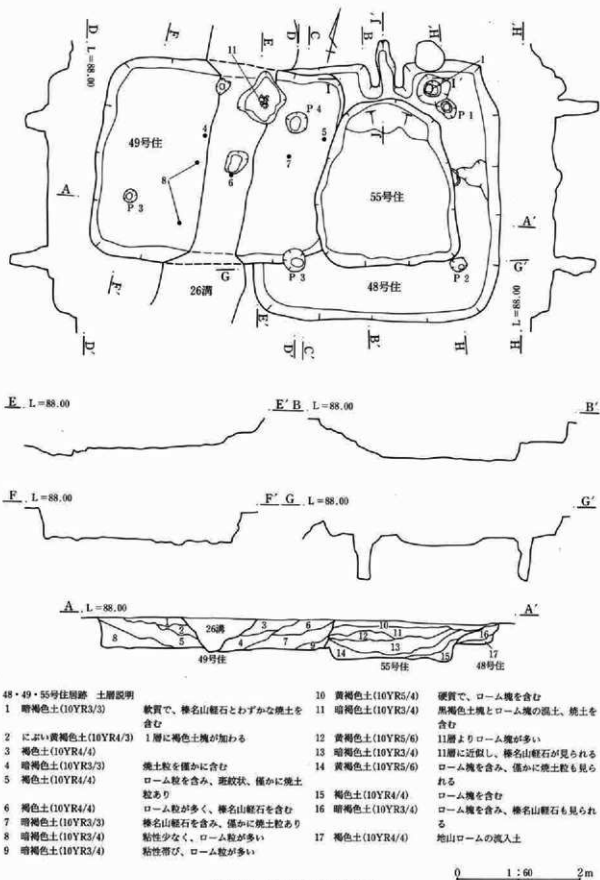 D
L=88.00
F
E
D
C
J
B
H
H'
11
1
I
I'
J'
P 4
P 1
49号住
4
5
7
6
8
55号住
P 3
A
A'
G
G'
F'
26溝
P 3
48号住
P 2
E'
D'
D'
C'
B'
H
H
L=88.00
E L=88.00
E' B L=88.00
B'
F L=88.00
F' G L=88.00
G'
A L=88.00
A'
1
2
26溝
3
6
10
8
5
4
7
9
12
11
13
14
15
16
17
49号住
55号住
48号住
48・49・55号住居跡 土層説明
1 暗褐色土(10YR3/3) 軟質で、榛名山軽石とわずかな焼土を
含む
2 にぶい黄褐色土(10YR4/3) 1層に褐色土塊が加わる
3 褐色土(10YR4/4)
4 暗褐色土(10YR3/3) 焼土粒を僅かに含む
5 褐色土(10YR4/4) ローム粒を含み、斑紋状、僅かに焼土
粒あり
6 褐色土(10YR4/4) ローム粒が多く、榛名山軽石を含む
7 暗褐色土(10YR3/3) 榛名山軽石を含み、僅かに焼土粒あり
8 暗褐色土(10YR3/4) 粘性少なく、ローム粒が多い
9 暗褐色土(10YR3/4) 粘性帯び、ローム粒が多い
10 黄褐色土(10YR5/4) 硬質で、ローム塊を含む
11 暗褐色土(10YR3/4) 黒褐色土塊とローム塊の混土、焼土を
含む
12 黄褐色土(10YR5/6) 11層よりローム塊が多い
13 暗褐色土(10YR3/4) 11層に近似し、榛名山軽石が見られる
14 黄褐色土(10YR5/6) ローム塊を含み、僅かに焼土粒も見ら
れる
15 褐色土(10YR4/4) ローム塊を含む
16 暗褐色土(10YR3/4) ローム塊を含み、榛名山軽石も見られ
る
17 褐色土(10YR4/4) 地山ロームの流入土
0 1:60 2m